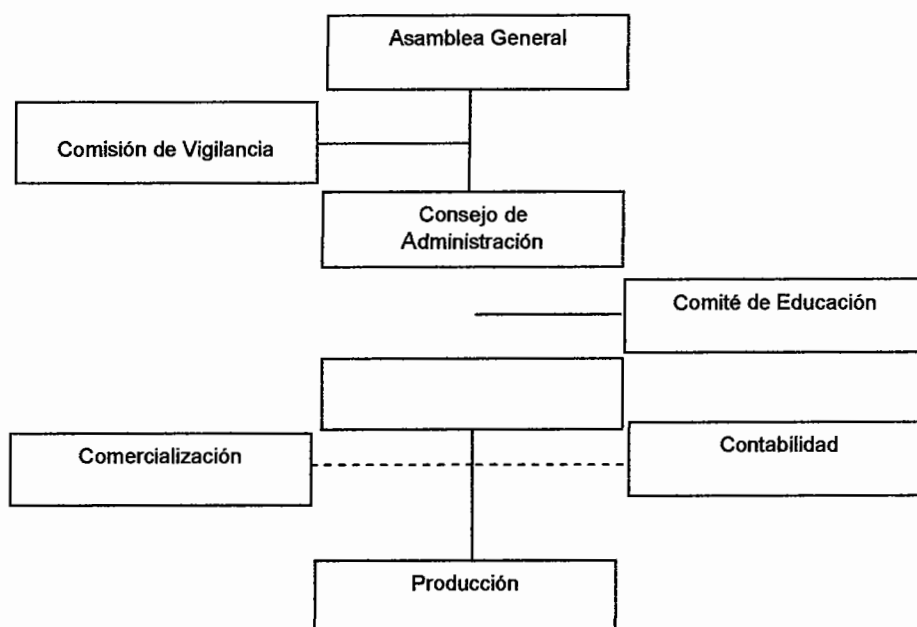 Asamblea General
Comisión de Vigilancia
Consejo de
Administración
Comité de Educación
Comercialización
Contabilidad
Producción